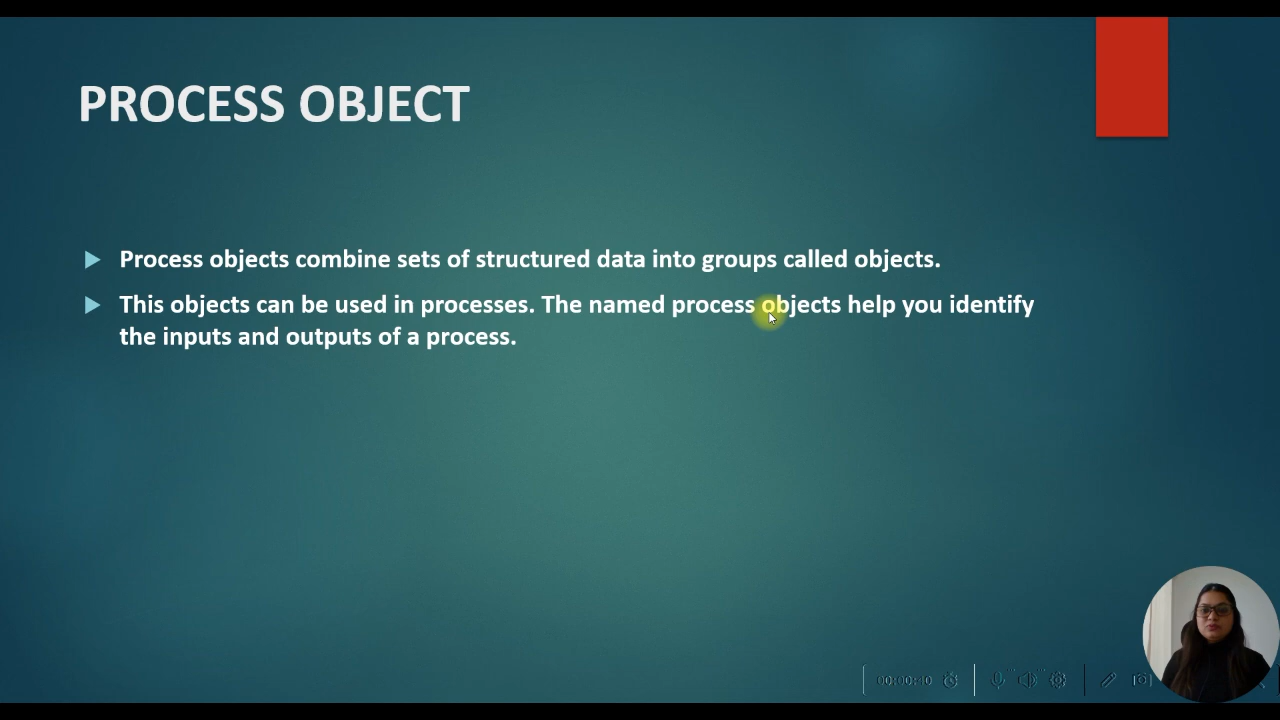 PROCESS OBJECT
Process objects combine sets of structured data into groups called objects.
This objects can be used in processes. The named process objects help you identify
the inputs and outputs of a process.
00:00:40